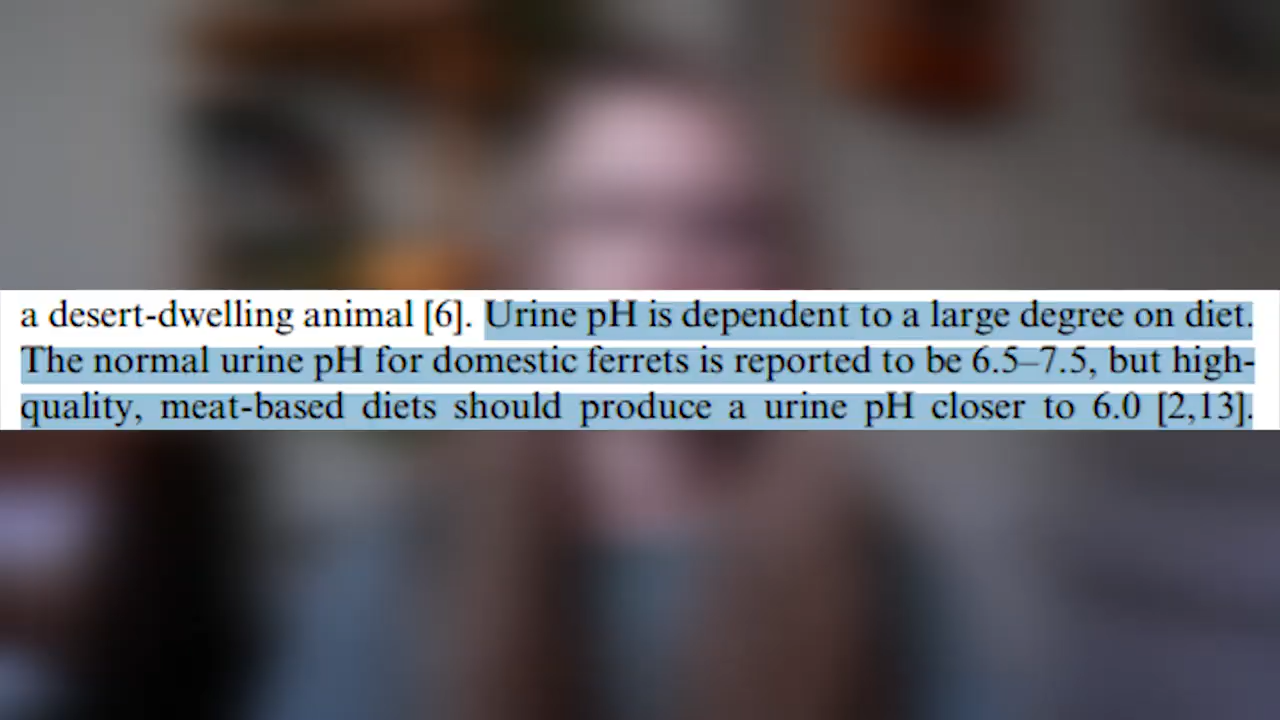 a desert-dwelling animal [6]. Urine pH is dependent to a large degree on diet.
The normal urine pH for domestic ferrets is reported to be 6.5–7.5, but high-
quality, meat-based diets should produce a urine pH closer to 6.0 [2,13].